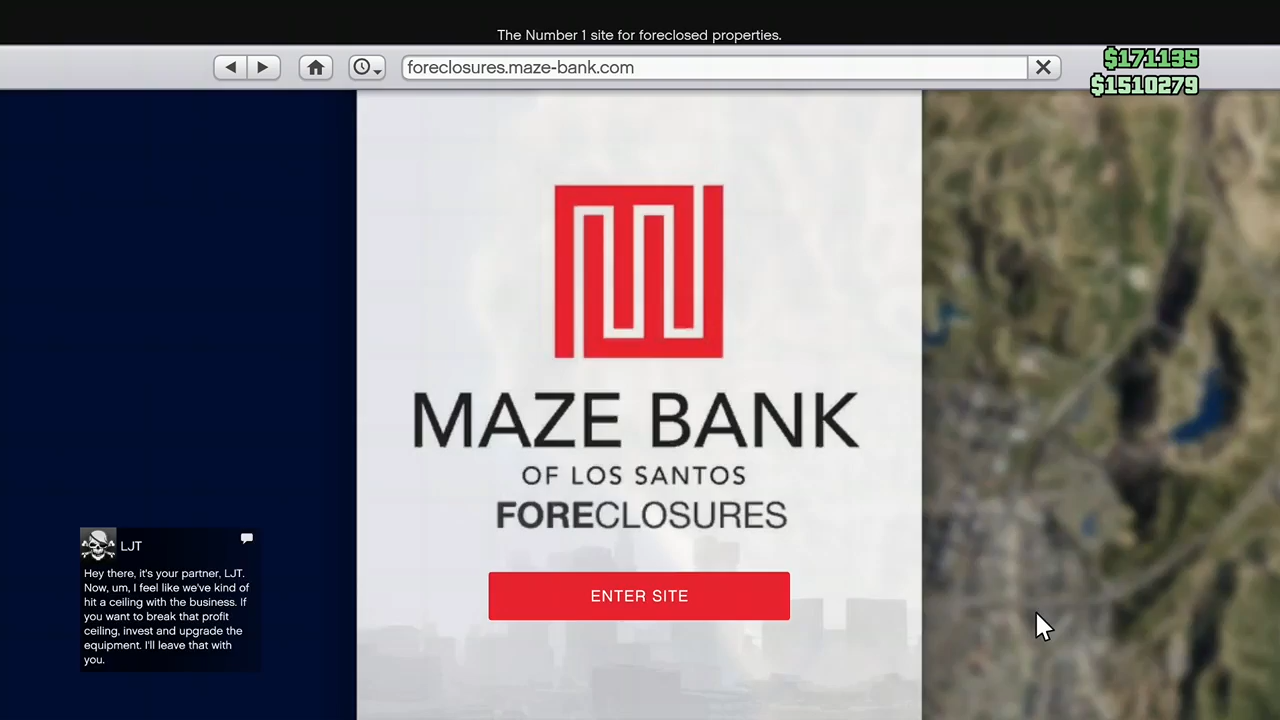 The Number 1 site for foreclosed properties.
foreclosures.maze-bank.com
$171135
$1510279
MAZE BANK
OF LOS SANTOS
FORECLOSURES
ENTER SITE
LJT
Hey there, it's your partner, LJT.
Now, um, I feel like we've kind of
hit a ceiling with the business. If
you want to break that profit
ceiling, invest and upgrade the
equipment. I'll leave that with
you.